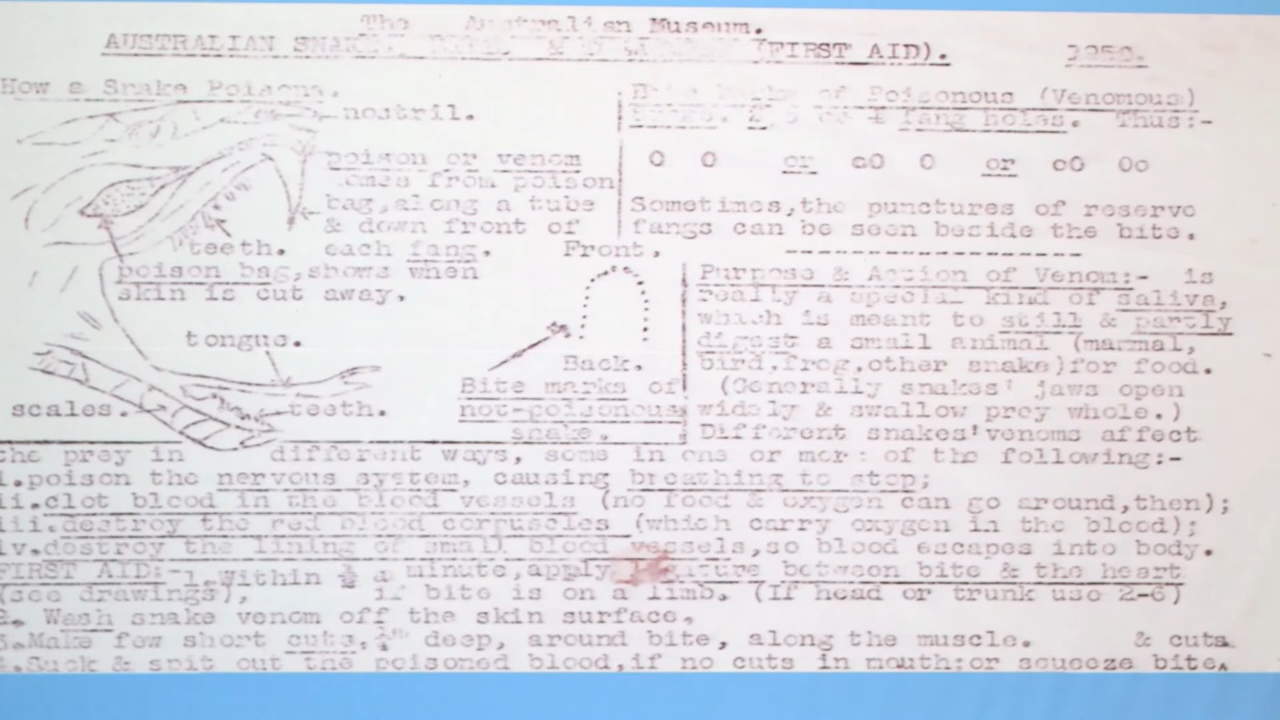 The Australian Museum.
AUSTRALIAN (FIRST AID). 1950.
How a Snake Poisons.
nostril.
poison or venom
comes from poison
bag,along a tube
& down front of
each fang.
teeth.
poison bag,shows when
skin is cut away.
tongue.
scales.
teeth.
Front.
Back.
Bite marks of
not-poisonous
snake.
Bite Marks of Poisonous (Venomous)
fang holes. Thus:-
O O or oO O or oO Oo
Sometimes,the punctures of reserve
fangs can be seen beside the bite.
------------------
Purpose & Action of Venom:- is
really a special kind of saliva,
which is meant to still & partly
digest a small animal (mammal,
bird,frog,other snake)for food.
(Generally snakes' jaws open
widely & swallow prey whole.)
Different snakes'venoms affect
the prey in different ways, some in one or more of the following:-
i.poison the nervous system, causing breathing to stop;
ii.clot blood in the blood vessels (no food & oxygen can go around,then);
iii.destroy the red blood corpuscles (which carry oxygen in the blood);
iv.destroy the lining of small blood vessels,so blood escapes into body.
FIRST AID:-1.Within ½ a minute,apply between bite & the heart
(see drawings), if bite is on a limb. (If head or trunk use 2-6)
2. Wash snake venom off the skin surface.
3.Make few short cuts, deep, around bite, along the muscle. & cuts
4.Suck & spit out the poisoned blood,if no cuts in mouth;or squeeze bite